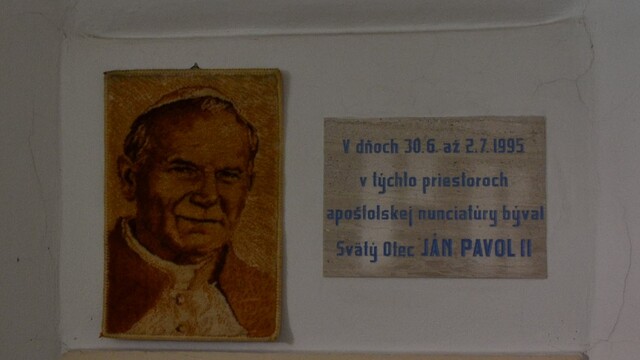 V dňoch 30.6. až 2.7.1995
v týchto priestoroch
apoštolskej nunciatúry býval
Svätý Otec JÁN PAVOL II